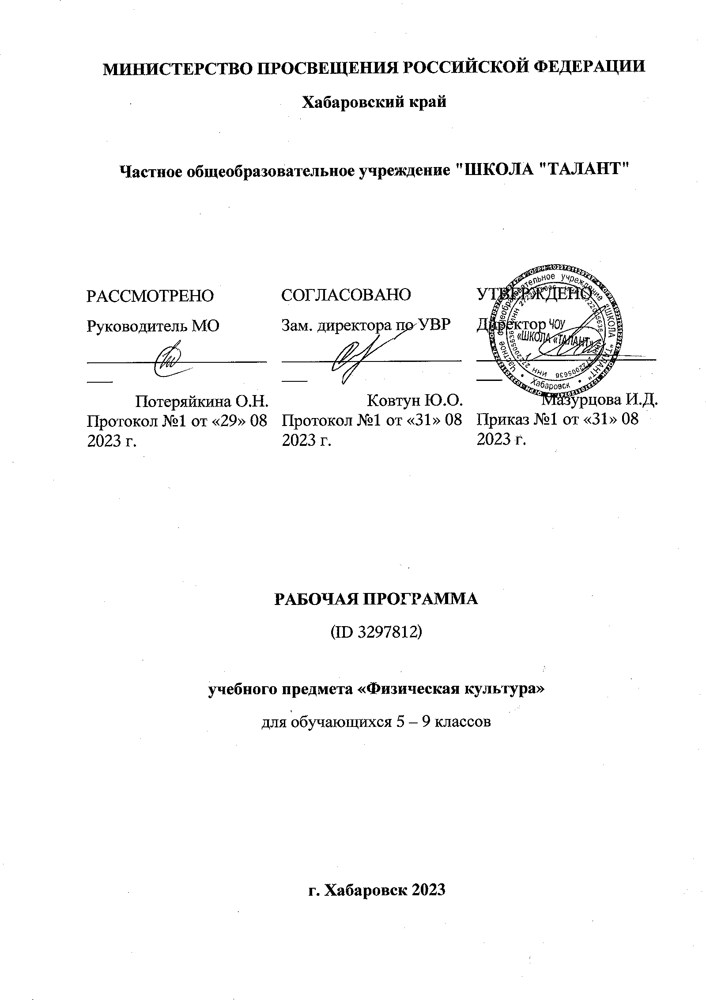 МИНИСТЕРСТВО ПРОСВЕЩЕНИЯ РОССИЙСКОЙ ФЕДЕРАЦИИ
Хабаровский край
Частное общеобразовательное учреждение "ШКОЛА "ТАЛАНТ"
РАССМОТРЕНО
Руководитель МО
Потеряйкина О.Н.
Протокол №1 от «29» 08
2023 г.
СОГЛАСОВАНО
Зам. директора по УВР
Ковтун Ю.О.
Протокол №1 от «31» 08
2023 г.
УТВЕРЖДЕНО
Директор
Мазурцова И.Д.
Приказ №1 от «31» 08
2023 г.
Частное общеобразовательное учреждение "ШКОЛА "ТАЛАНТ"
ИНН 2722005636
ЧОУ
«ШКОЛА «ТАЛАНТ»
Хабаровск
РАБОЧАЯ ПРОГРАММА
(ID 3297812)
учебного предмета «Физическая культура»
для обучающихся 5 – 9 классов
г. Хабаровск 2023